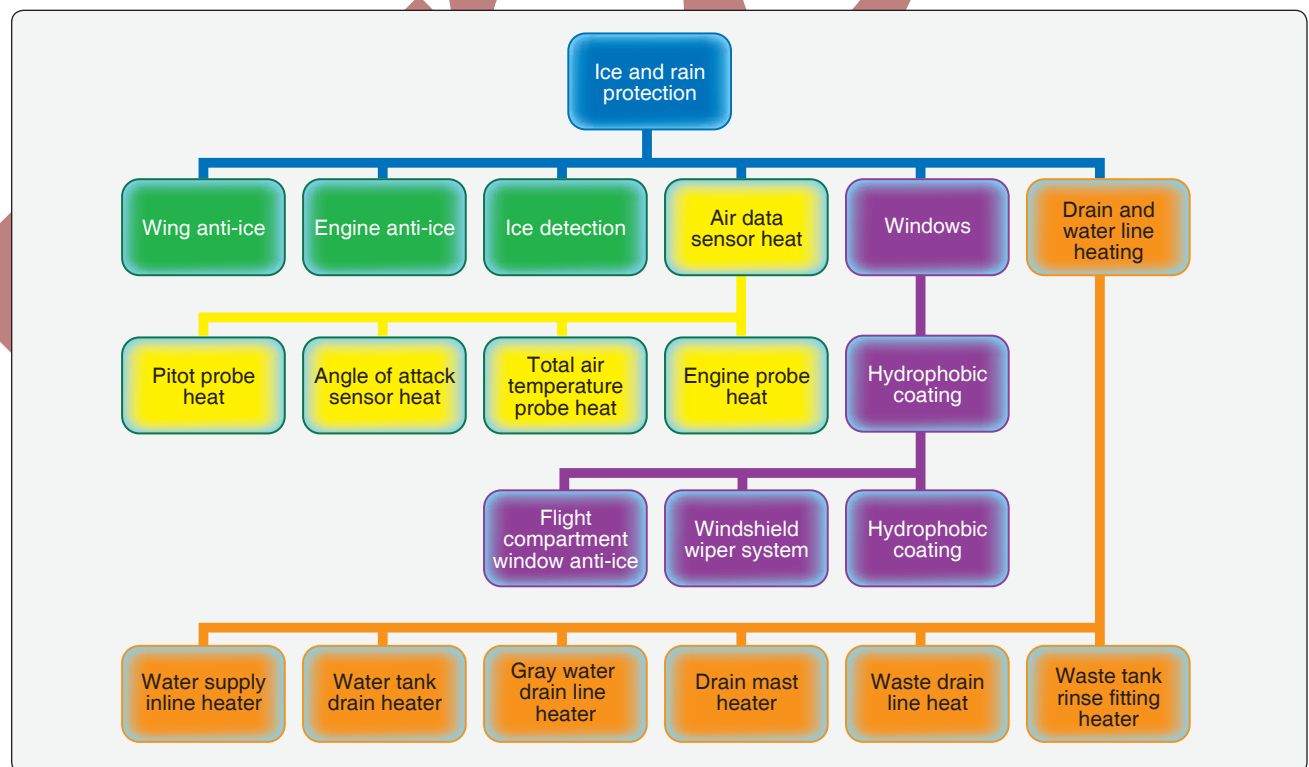 Ice and rain
protection
Wing anti-ice
Engine anti-ice
Ice detection
Air data
sensor heat
Windows
Drain and
water line
heating
Pitot probe
heat
Angle of attack
sensor heat
Total air
temperature
probe heat
Engine probe
heat
Hydrophobic
coating
Flight
compartment
window anti-ice
Windshield
wiper system
Hydrophobic
coating
Water supply
inline heater
Water tank
drain heater
Gray water
drain line
heater
Drain mast
heater
Waste drain
line heat
Waste tank
rinse fitting
heater